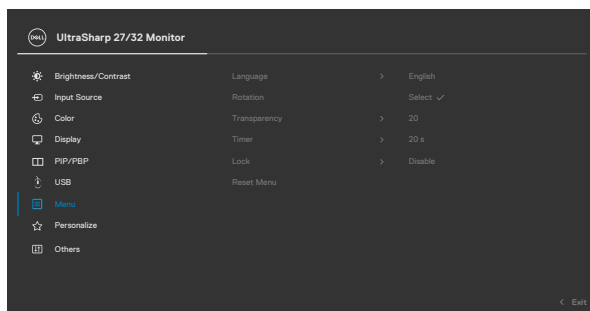 DELL UltraSharp 27/32 Monitor
Brightness/Contrast Language > English
Input Source Rotation Select ✓
Color Transparency > 20
Display Timer > 20 s
PIP/PBP Lock > Disable
USB Reset Menu
Menu
Personalize
Others
< Exit